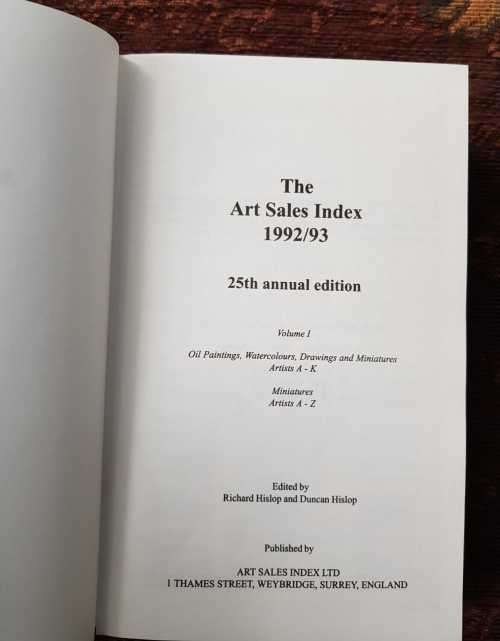 The
Art Sales Index
1992/93
25th annual edition
Volume I
Oil Paintings, Watercolours, Drawings and Miniatures
Artists A - K
Miniatures
Artists A - Z
Edited by
Richard Hislop and Duncan Hislop
Published by
ART SALES INDEX LTD
1 THAMES STREET, WEYBRIDGE, SURREY, ENGLAND